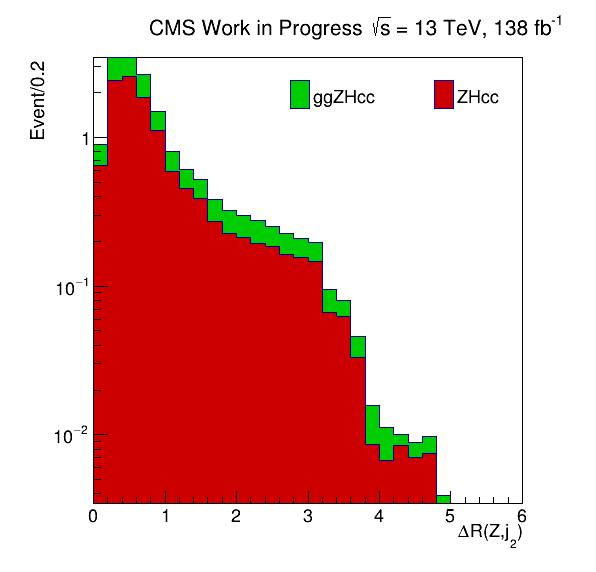 CMS Work in Progress √s = 13 TeV, 138 fb⁻¹
Event/0.2
ggZHcc ZHcc
1
10⁻¹
10⁻²
0 1 2 3 4 5 6
ΔR(Z,j₂)